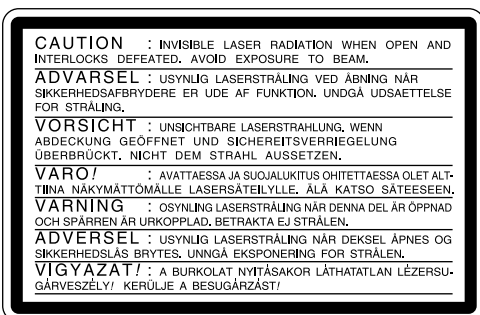 CAUTION : INVISIBLE LASER RADIATION WHEN OPEN AND
INTERLOCKS DEFEATED. AVOID EXPOSURE TO BEAM.
ADVARSEL : USYNLIG LASERSTRÅLING VED ÅBNING NÅR
SIKKERHEDSAFBRYDERE ER UDE AF FUNKTION. UNDGÅ UDSAETTELSE
FOR STRÅLING.
VORSICHT : UNSICHTBARE LASERSTRAHLUNG. WENN
ABDECKUNG GEÖFFNET UND SICHEREITSVERRIEGELUNG
ÜBERBRÜCKT. NICHT DEM STRAHL AUSSETZEN.
VARO! : AVATTAESSA JA SUOJALUKITUS OHITETTAESSA OLET ALT-
TIINA NÄKYMÄTTÖMÄLLE LASERSÄTEILYLLE. ÄLÄ KATSO SÄTEESEEN.
VARNING : OSYNLING LASERSTRÅLING NÅR DENNA DEL ÄR ÖPPNAD
OCH SPÄRREN ÄR URKOPPLAD. BETRAKTA EJ STRÅLEN.
ADVERSEL : USYNLIG LASERSTRÅLING NÅR DEKSEL ÅPNES OG
SIKKERHEDSLÅS BRYTES. UNNGÅ EKSPONERING FOR STRÅLEN.
VIGYÁZAT! : A BURKOLAT NYITÁSAKOR LÁTHATATLAN LÉZERSU-
GÁRVESZÉLY! KERÜLJE A BESUGÁRZÁST!